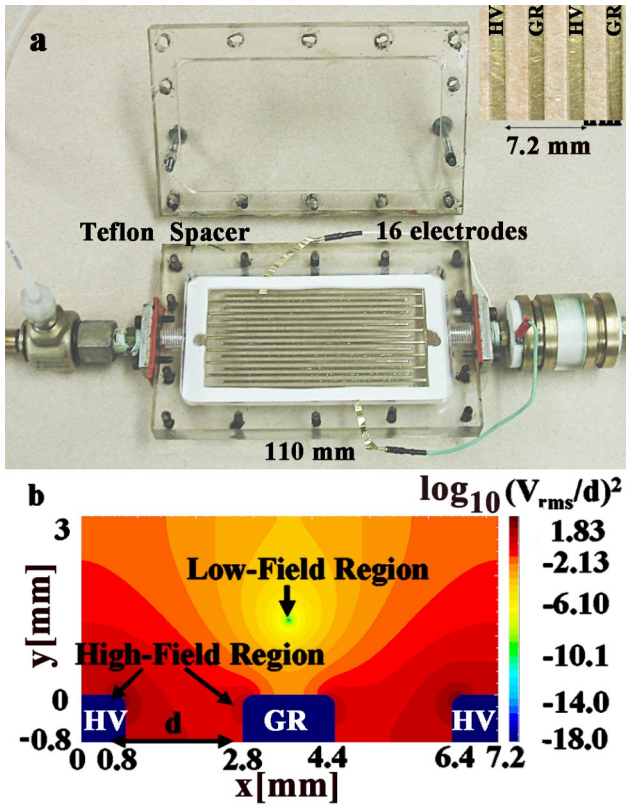 a
HV GR HV GR
7.2 mm
Teflon Spacer
16 electrodes
110 mm
b
log10 (Vrms/d)²
3
Low-Field Region
y[mm]
High-Field Region
0
HV
GR
HV
d
-0.8
0 0.8 2.8 4.4 6.4 7.2
x[mm]
1.83
-2.13
-6.10
-10.1
-14.0
-18.0